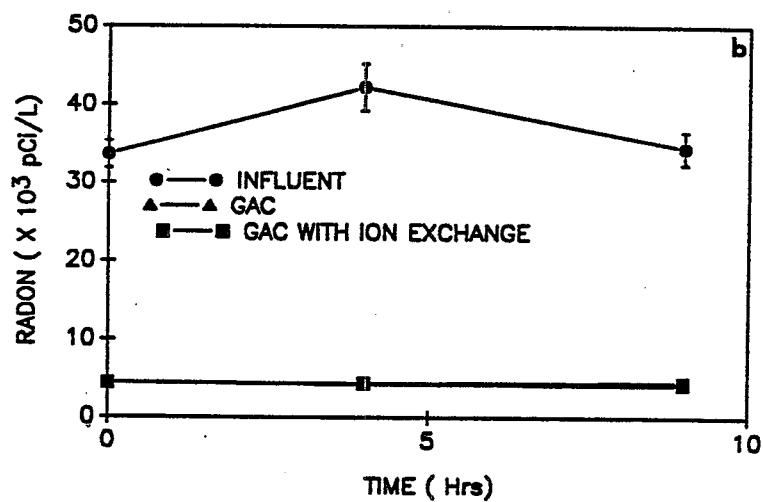 b
50
40
30
20
10
0
RADON ( X 10³ pCi/L)
INFLUENT
GAC
GAC WITH ION EXCHANGE
0
5
10
TIME ( Hrs)